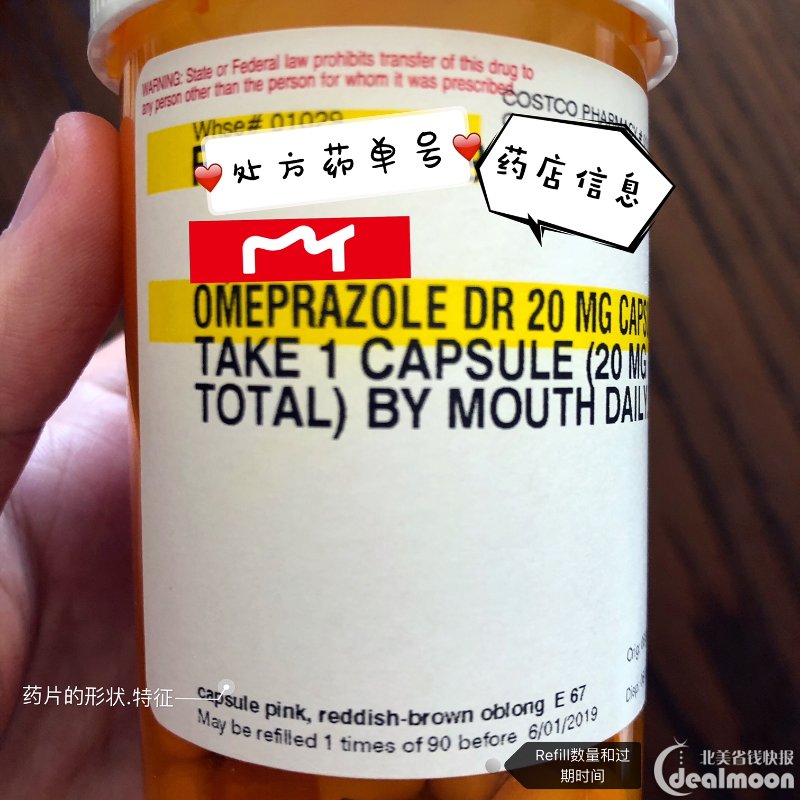 WARNING: State or Federal law prohibits transfer of this drug to
any person other than the person for whom it was prescribed.
COSTCO PHARMACY #
Whse# 01029
处方药单号
药店信息
OMEPRAZOLE DR 20 MG CAPS
TAKE 1 CAPSULE (20 MG
TOTAL) BY MOUTH DAILY
Orig
Disp
药片的形状.特征
capsule pink, reddish-brown oblong E 67
May be refilled 1 times of 90 before 6/01/2019
Refill数量和过
期时间
北美省钱快报
dealmoon